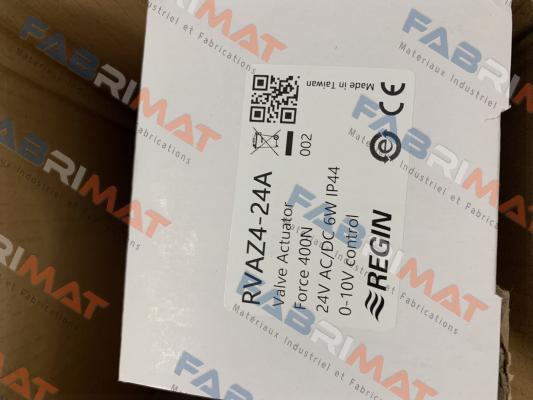 RVAZ4-24A
Valve Actuator
Force 400N
24V AC/DC 6W IP44
0-10V control
REGIN
002
CE
Made in Taiwan
FABRIMAT
Matériaux Industriel et Fabrications